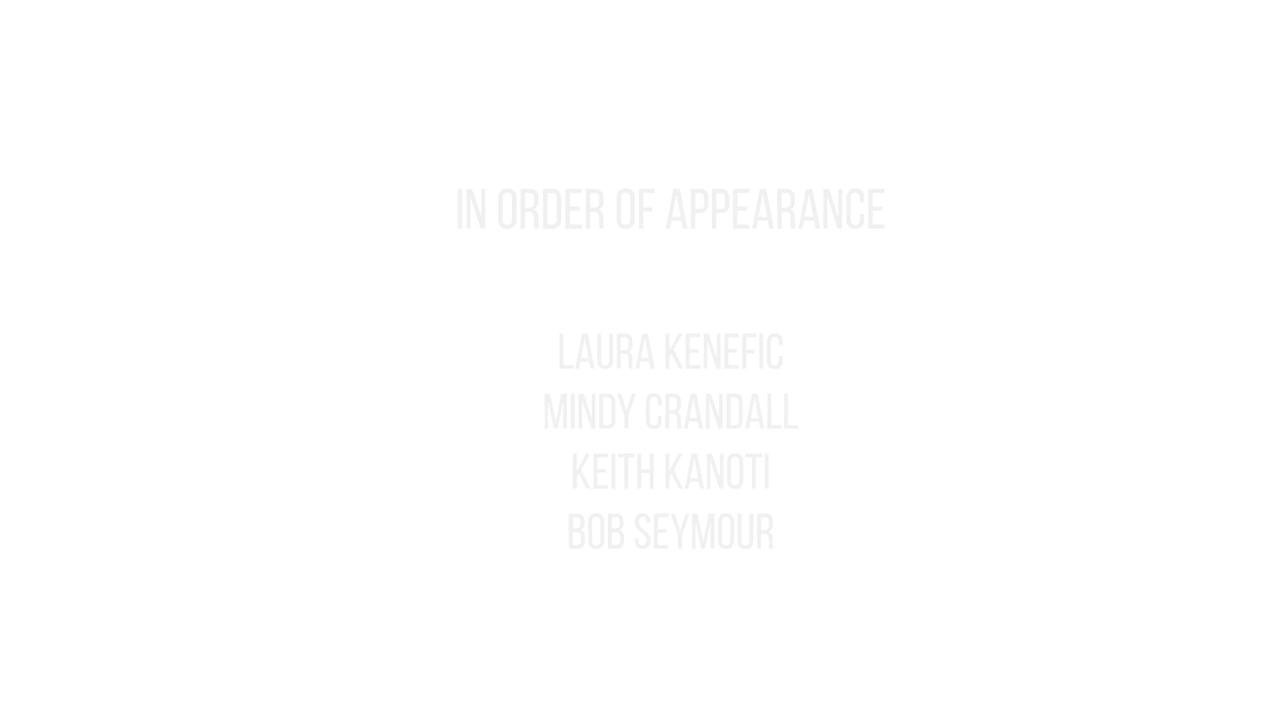 IN ORDER OF APPEARANCE
LAURA KENEFIC
MINDY CRANDALL
KEITH KANOTI
BOB SEYMOUR